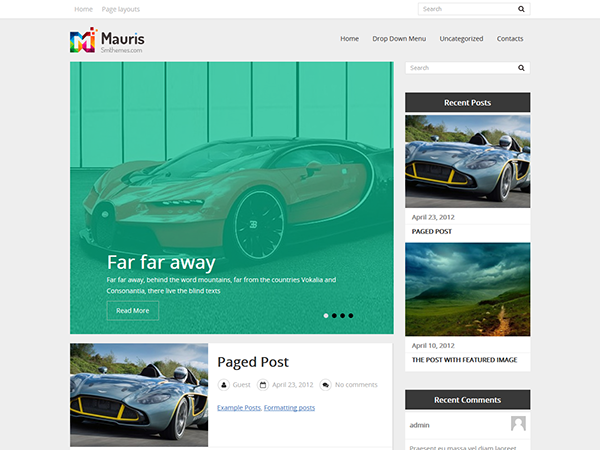 Home Page layouts Search
Mauris
Smthemes.com
Home Drop Down Menu Uncategorized Contacts
Far far away
Far far away, behind the word mountains, far from the countries Vokalia and
Consonantia, there live the blind texts
Read More
Paged Post
Guest April 23, 2012 No comments
Example Posts, Formatting posts
Search
Recent Posts
April 23, 2012
PAGED POST
April 10, 2012
THE POST WITH FEATURED IMAGE
Recent Comments
admin
Praesent eu massa vel diam laoreet